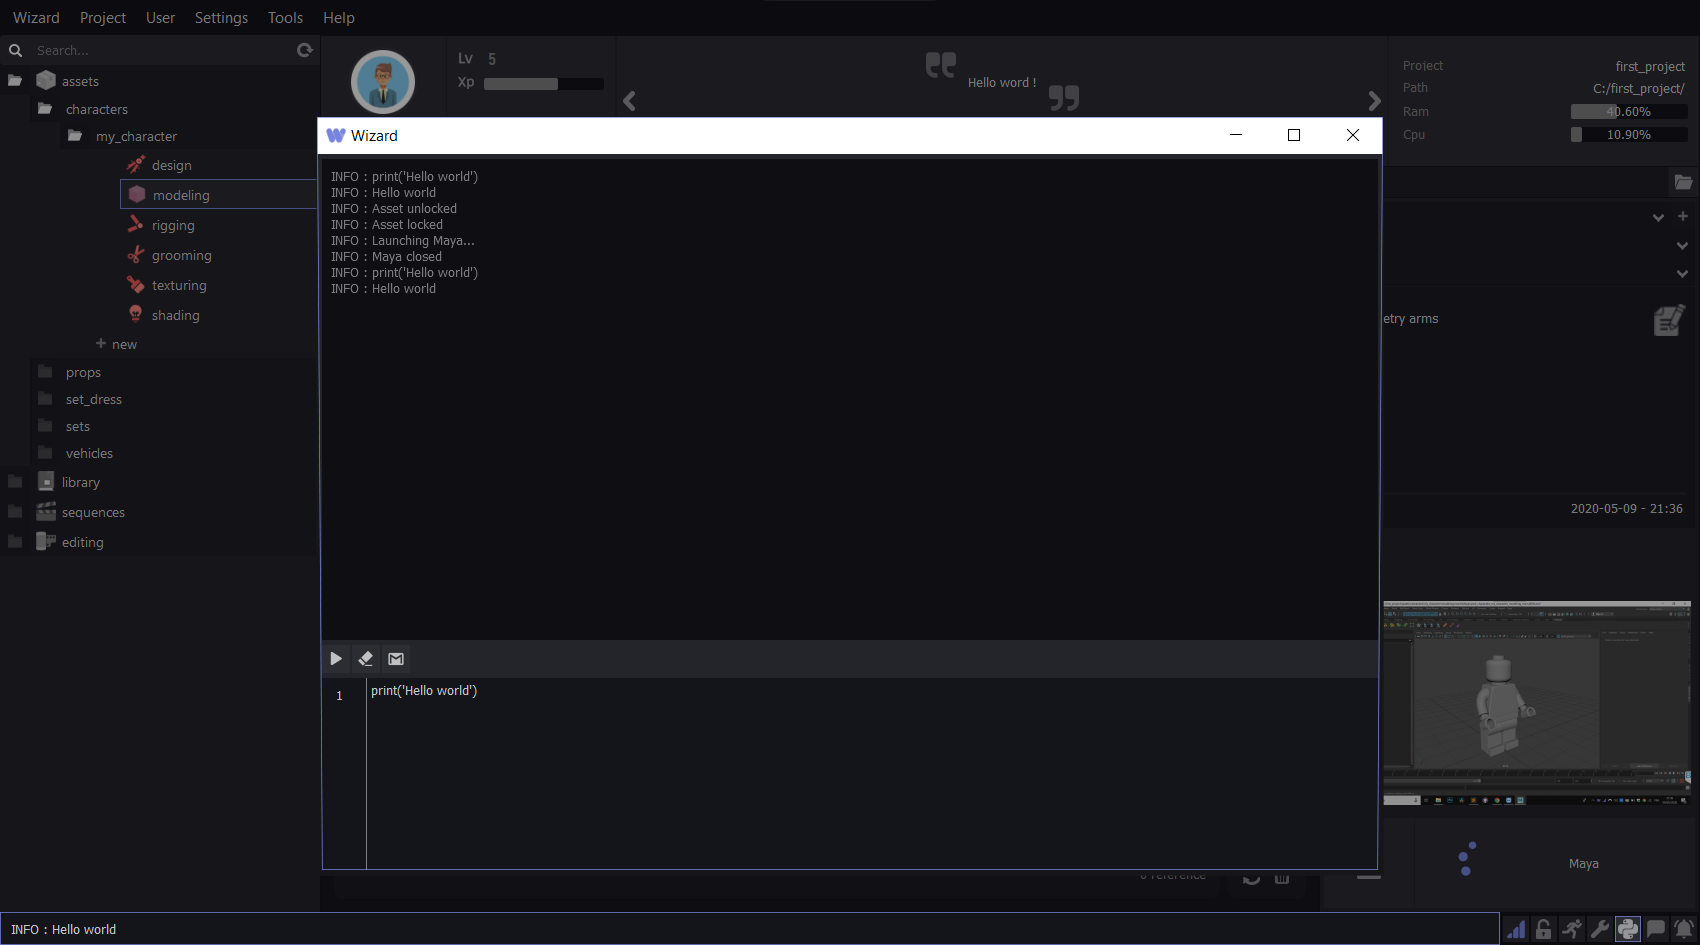 Wizard Project User Settings Tools Help
Search...
assets
characters
my_character
design
modeling
rigging
grooming
texturing
shading
+ new
props
set_dress
sets
vehicles
library
sequences
editing
Lv 5
Xp
Hello word !
Project first_project
Path C:/first_project/
Ram 40.60%
Cpu 10.90%
Wizard
INFO : print('Hello world')
INFO : Hello world
INFO : Asset unlocked
INFO : Asset locked
INFO : Launching Maya...
INFO : Maya closed
INFO : print('Hello world')
INFO : Hello world
1 print('Hello world')
etry arms
2020-05-09 - 21:36
Maya
0 reference
INFO : Hello world